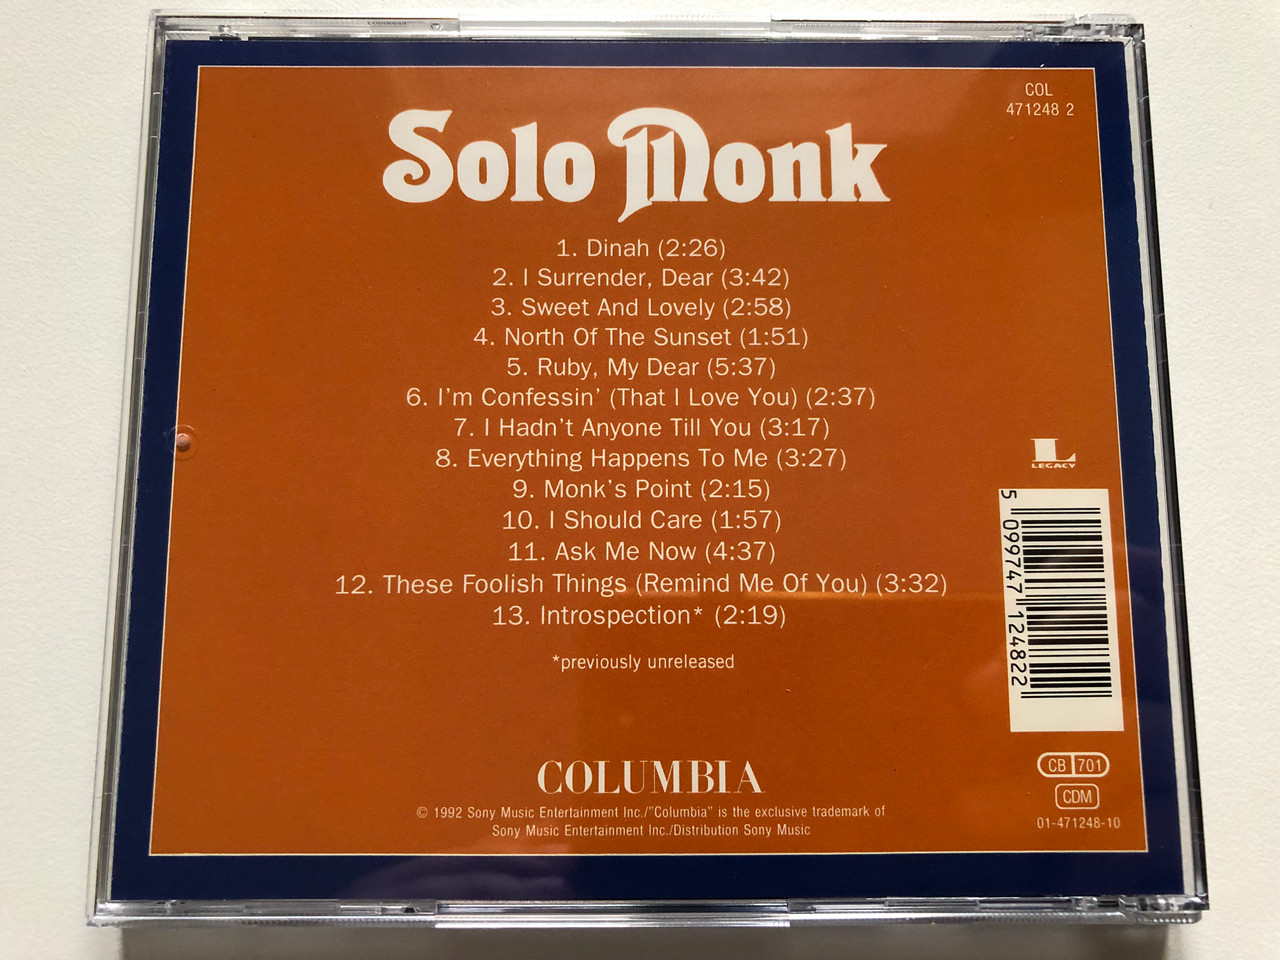 COL
471248 2
Solo Monk
1. Dinah (2:26)
2. I Surrender, Dear (3:42)
3. Sweet And Lovely (2:58)
4. North Of The Sunset (1:51)
5. Ruby, My Dear (5:37)
6. I'm Confessin' (That I Love You) (2:37)
7. I Hadn't Anyone Till You (3:17)
8. Everything Happens To Me (3:27)
9. Monk's Point (2:15)
10. I Should Care (1:57)
11. Ask Me Now (4:37)
12. These Foolish Things (Remind Me Of You) (3:32)
13. Introspection* (2:19)
*previously unreleased
L
LEGACY
5 099747 124822
COLUMBIA
© 1992 Sony Music Entertainment Inc./"Columbia" is the exclusive trademark of
Sony Music Entertainment Inc./Distribution Sony Music
CB 701
CDM
01-471248-10